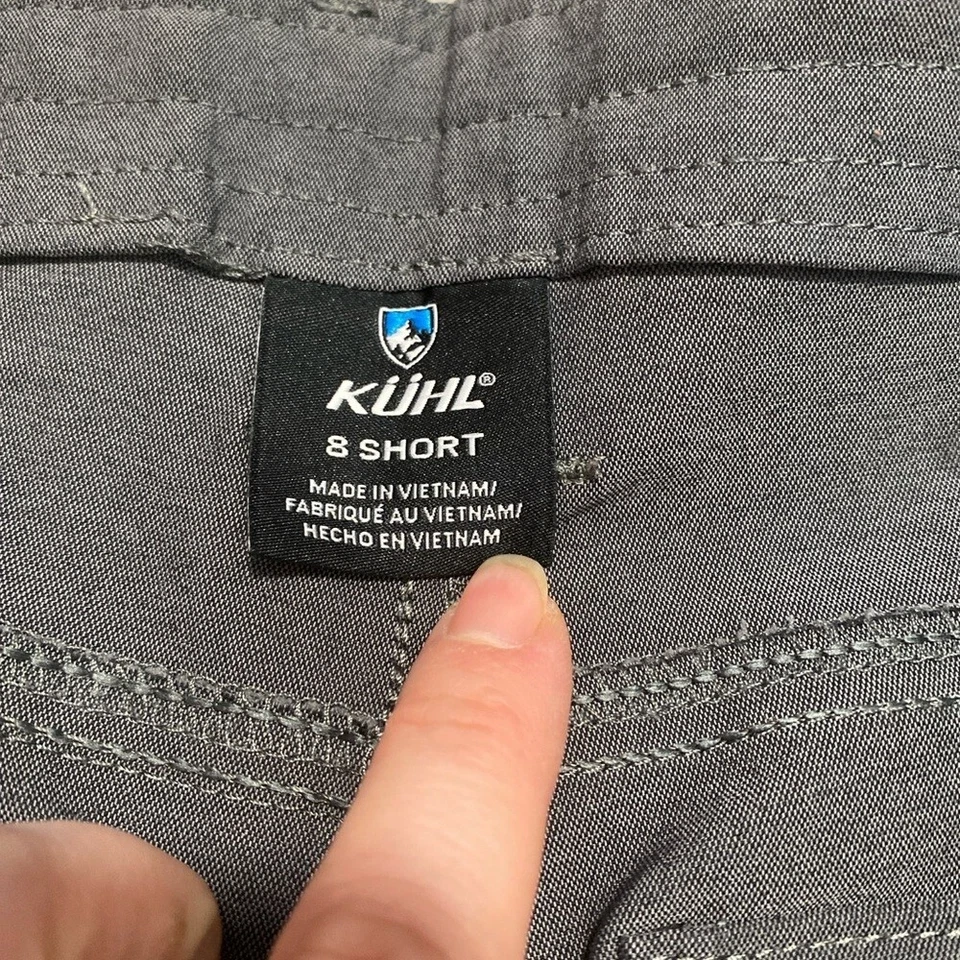 KÜHL®
8 SHORT
MADE IN VIETNAM/
FABRIQUÉ AU VIETNAM/
HECHO EN VIETNAM